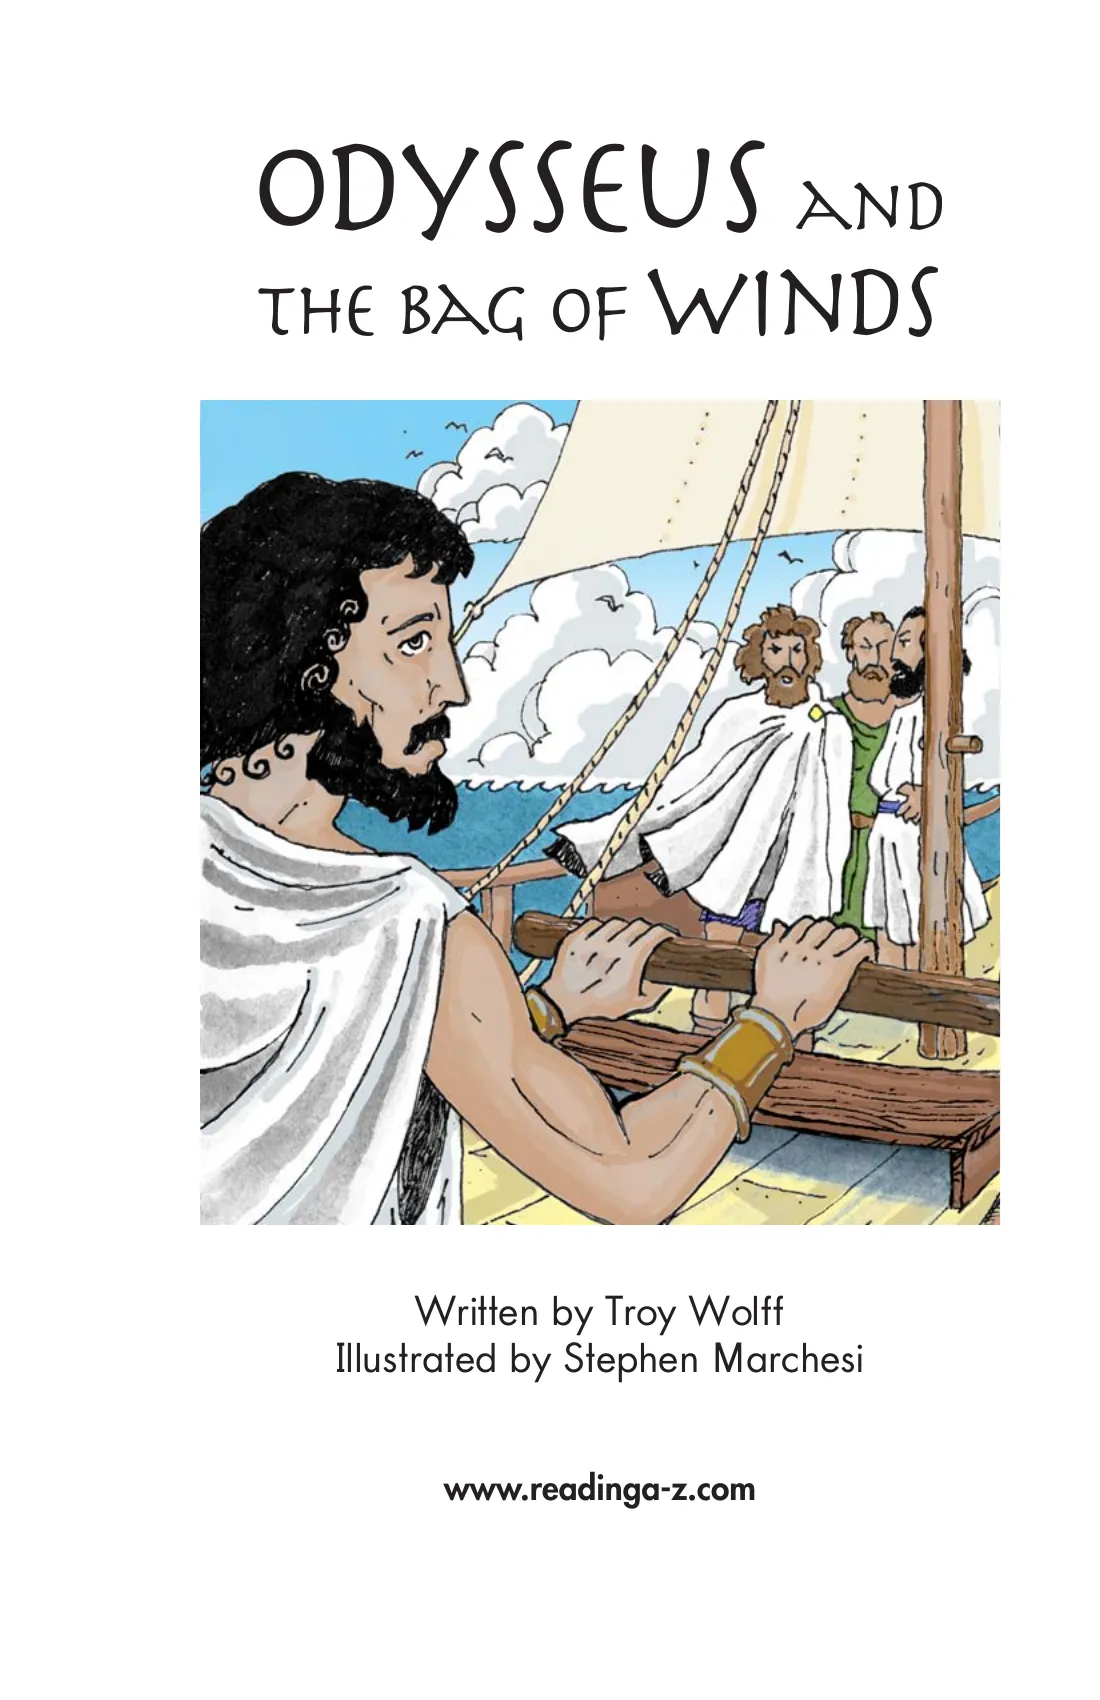 ODYSSEUS AND
THE BAG OF WINDS
Written by Troy Wolff
Illustrated by Stephen Marchesi
www.readinga-z.com